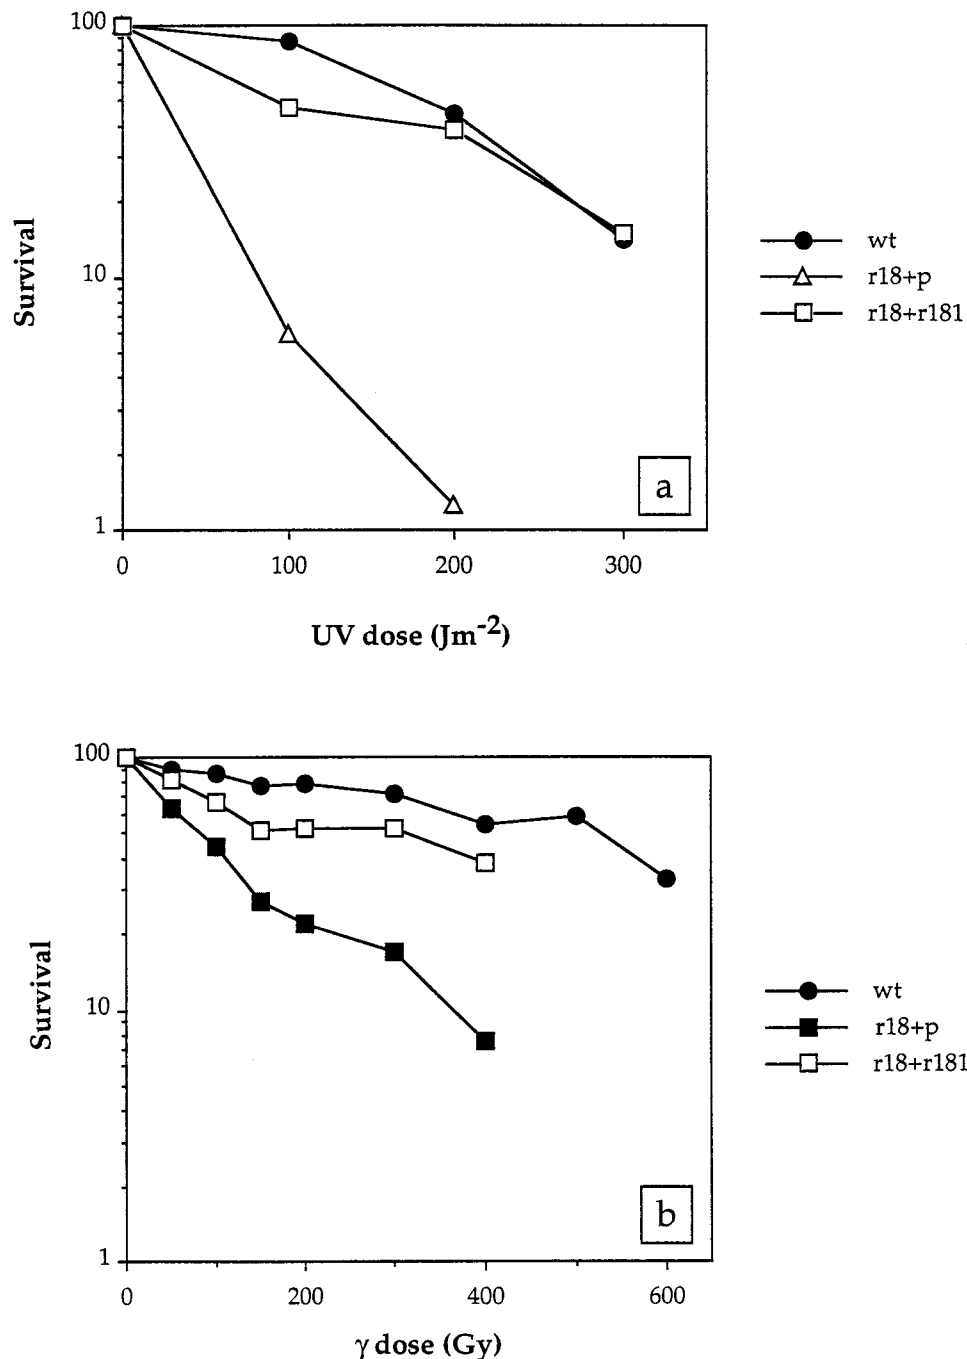 100
10
1
Survival
0
100
200
300
UV dose (Jm-2)
wt
r18+p
r18+r181
a
100
10
1
Survival
0
200
400
600
γ dose (Gy)
wt
r18+p
r18+r181
b